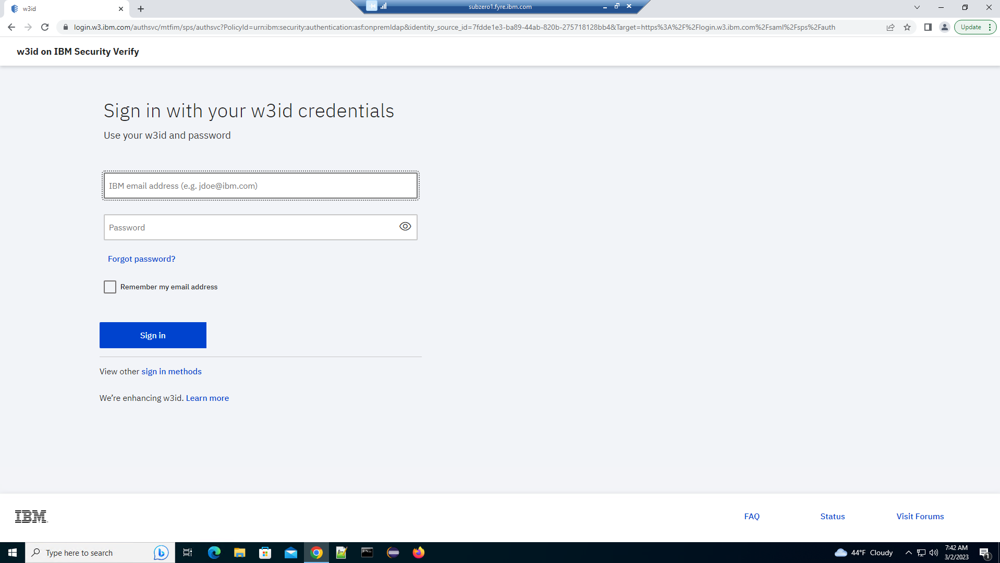 w3id
subzero1.fyre.ibm.com
login.w3.ibm.com/authsvc/mtfim/sps/authsvc?PolicyId=urn:ibm:security:authentication:asf:onpremldap&identity_source_id=7fdde1e3-ba89-44ab-820b-275718128bb4&Target=https%3A%2F%2Flogin.w3.ibm.com%2Fsaml%2Fsps%2Fauth
Update
w3id on IBM Security Verify
Sign in with your w3id credentials
Use your w3id and password
IBM email address (e.g. jdoe@ibm.com)
Password
Forgot password?
Remember my email address
Sign in
View other sign in methods
We’re enhancing w3id. Learn more
IBM
FAQ
Status
Visit Forums
Type here to search
44°F Cloudy
7:42 AM
3/2/2023
1